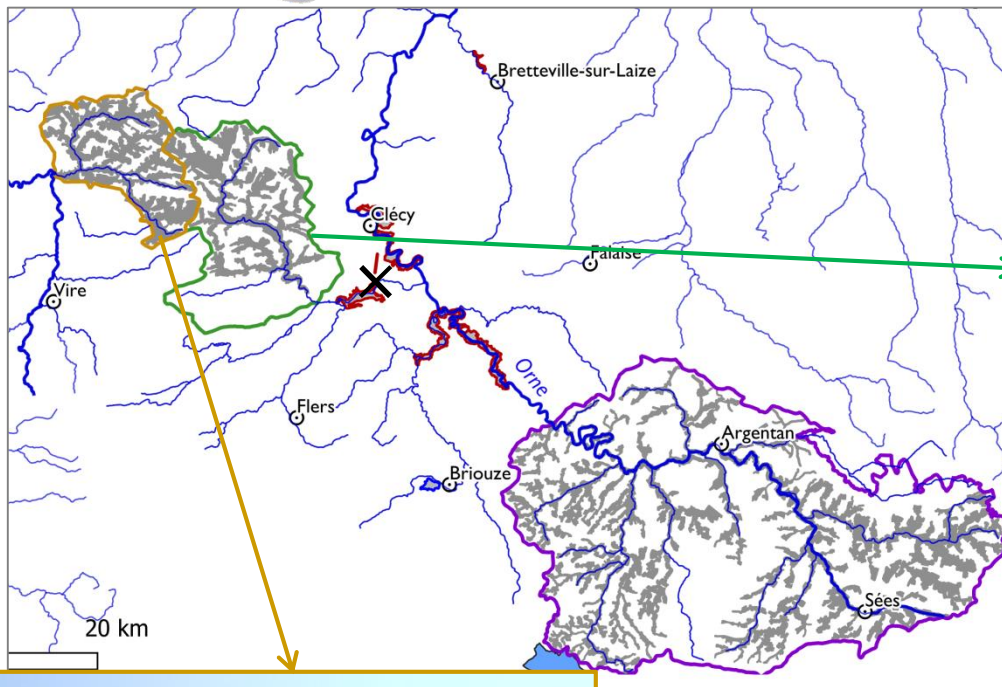 Bretteville-sur-Laize
Clécy
Falaise
Vire
Orne
Flers
Argentan
Briouze
Sées
20 km